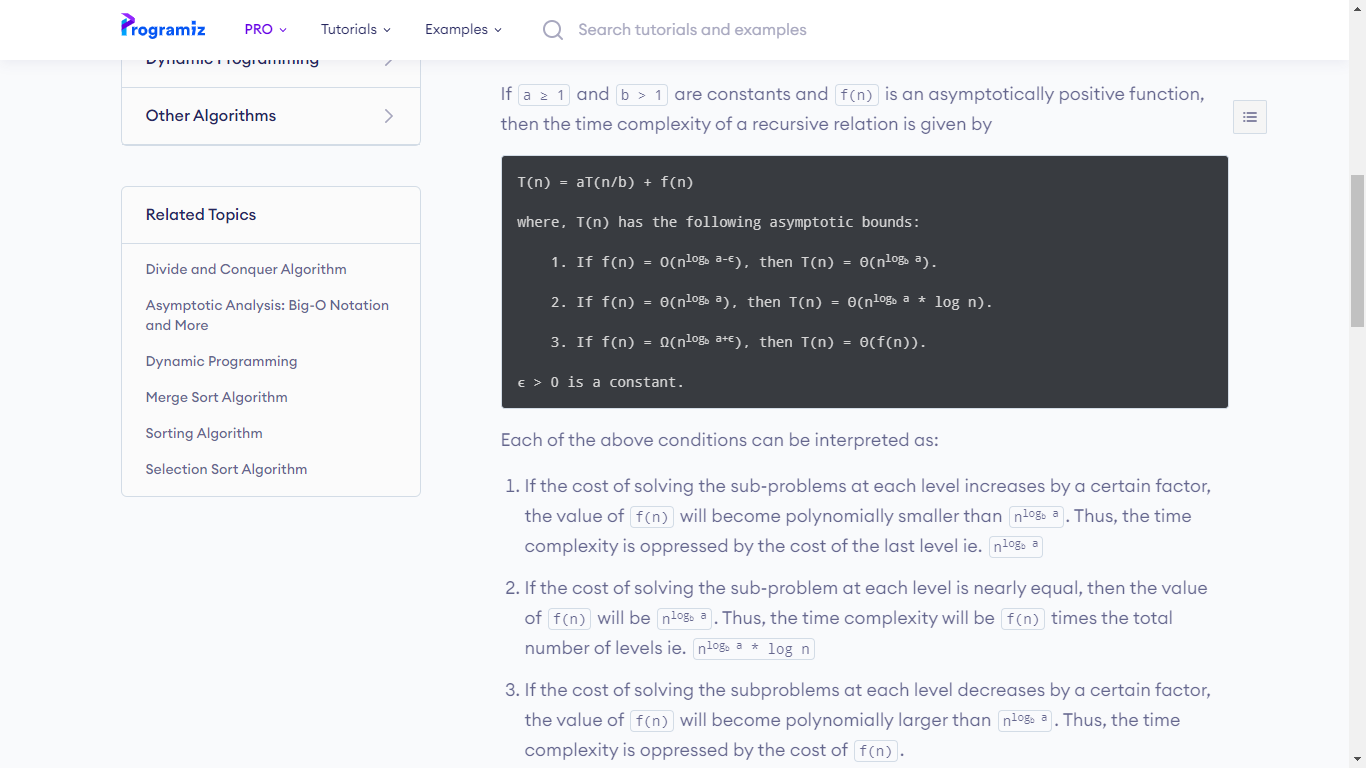 Programiz PRO Tutorials Examples Search tutorials and examples
Dynamic Programming
Other Algorithms
Related Topics
Divide and Conquer Algorithm
Asymptotic Analysis: Big-O Notation
and More
Dynamic Programming
Merge Sort Algorithm
Sorting Algorithm
Selection Sort Algorithm
If a ≥ 1 and b > 1 are constants and f(n) is an asymptotically positive function,
then the time complexity of a recursive relation is given by
T(n) = aT(n/b) + f(n)
where, T(n) has the following asymptotic bounds:
1. If f(n) = O(n^(log_b a-ϵ)), then T(n) = Θ(n^(log_b a)).
2. If f(n) = Θ(n^(log_b a)), then T(n) = Θ(n^(log_b a) * log n).
3. If f(n) = Ω(n^(log_b a+ϵ)), then T(n) = Θ(f(n)).
ϵ > 0 is a constant.
Each of the above conditions can be interpreted as:
1. If the cost of solving the sub-problems at each level increases by a certain factor,
the value of f(n) will become polynomially smaller than n^(log_b a). Thus, the time
complexity is oppressed by the cost of the last level ie. n^(log_b a)
2. If the cost of solving the sub-problem at each level is nearly equal, then the value
of f(n) will be n^(log_b a). Thus, the time complexity will be f(n) times the total
number of levels ie. n^(log_b a) * log n
3. If the cost of solving the subproblems at each level decreases by a certain factor,
the value of f(n) will become polynomially larger than n^(log_b a). Thus, the time
complexity is oppressed by the cost of f(n).